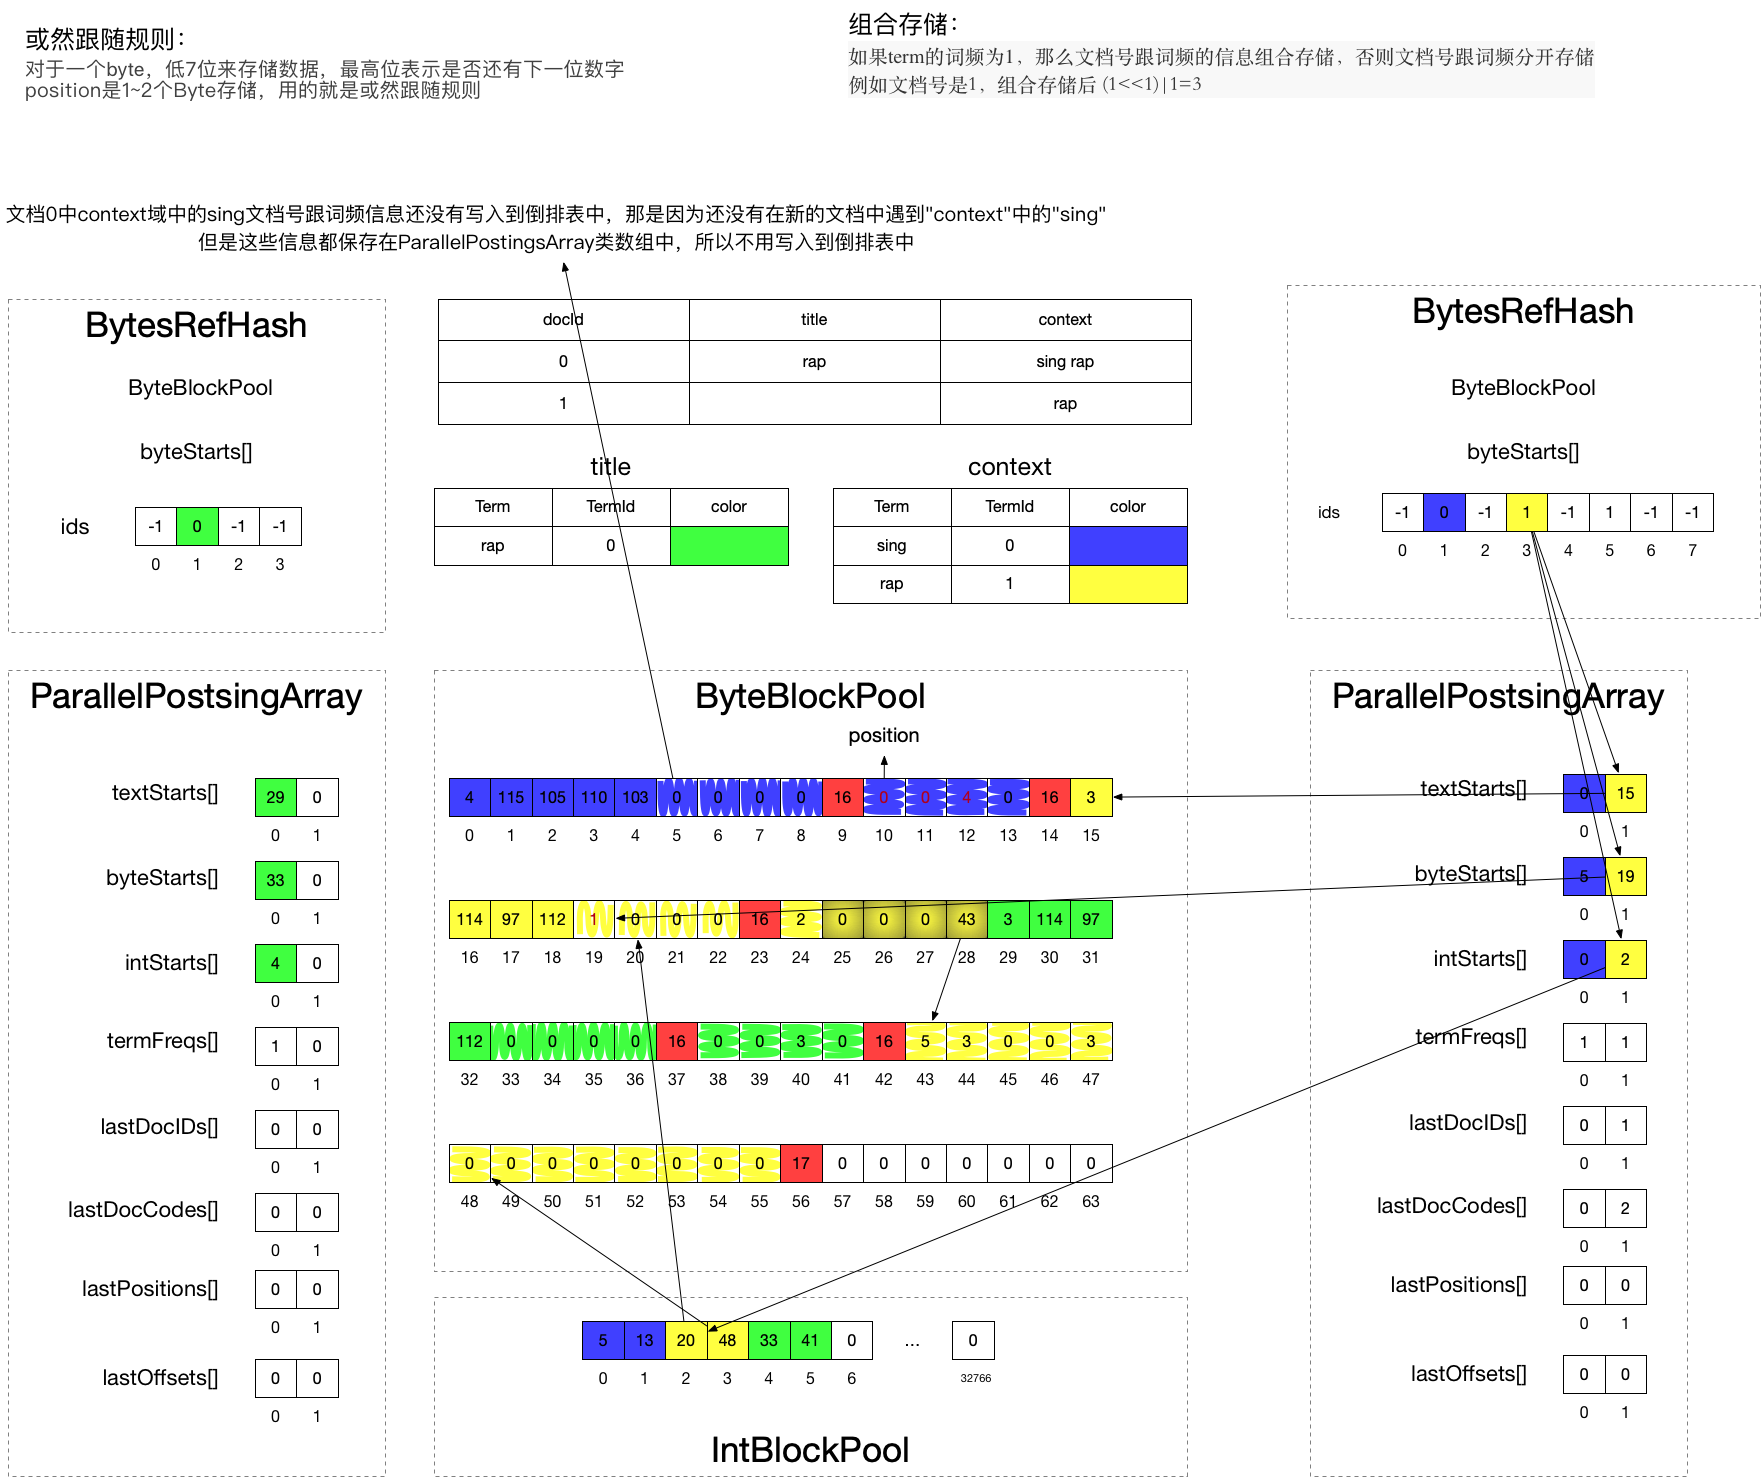 或然跟随规则：
对于一个byte，低7位来存储数据，最高位表示是否还有下一位数字
position是1~2个Byte存储，用的就是或然跟随规则
组合存储：
如果term的词频为1，那么文档号跟词频的信息组合存储，否则文档号跟词频分开存储
例如文档号是1，组合存储后 (1<<1)|1=3
文档0中context域中的sing文档号跟词频信息还没有写入到倒排表中，那是因为还没有在新的文档中遇到"context"中的"sing"
但是这些信息都保存在ParallelPostingsArray类数组中，所以不用写入到倒排表中
BytesRefHash
ByteBlockPool
byteStarts[]
ids -1 0 -1 -1
0 1 2 3
docId title context
0 rap sing rap
1 rap
title
Term TermId color
rap 0
context
Term TermId color
sing 0
rap 1
BytesRefHash
ByteBlockPool
byteStarts[]
ids -1 0 -1 1 -1 1 -1 -1
0 1 2 3 4 5 6 7
ParallelPostsingArray
textStarts[] 29 0
0 1
byteStarts[] 33 0
0 1
intStarts[] 4 0
0 1
termFreqs[] 1 0
0 1
lastDocIDs[] 0 0
0 1
lastDocCodes[] 0 0
0 1
lastPositions[] 0 0
0 1
lastOffsets[] 0 0
0 1
ByteBlockPool
position
4 115 105 110 103 0 0 0 0 16 0 0 4 0 16 3
0 1 2 3 4 5 6 7 8 9 10 11 12 13 14 15
114 97 112 1 0 0 0 16 2 0 0 0 43 3 114 97
16 17 18 19 20 21 22 23 24 25 26 27 28 29 30 31
112 0 0 0 0 16 0 0 3 0 16 5 3 0 0 3
32 33 34 35 36 37 38 39 40 41 42 43 44 45 46 47
0 0 0 0 0 0 0 0 17 0 0 0 0 0 0 0
48 49 50 51 52 53 54 55 56 57 58 59 60 61 62 63
5 13 20 48 33 41 0 ... 0
0 1 2 3 4 5 6 32766
IntBlockPool
ParallelPostsingArray
textStarts[] 0 15
0 1
byteStarts[] 5 19
0 1
intStarts[] 0 2
0 1
termFreqs[] 1 1
0 1
lastDocIDs[] 0 1
0 1
lastDocCodes[] 0 2
0 1
lastPositions[] 0 0
0 1
lastOffsets[] 0 0
0 1